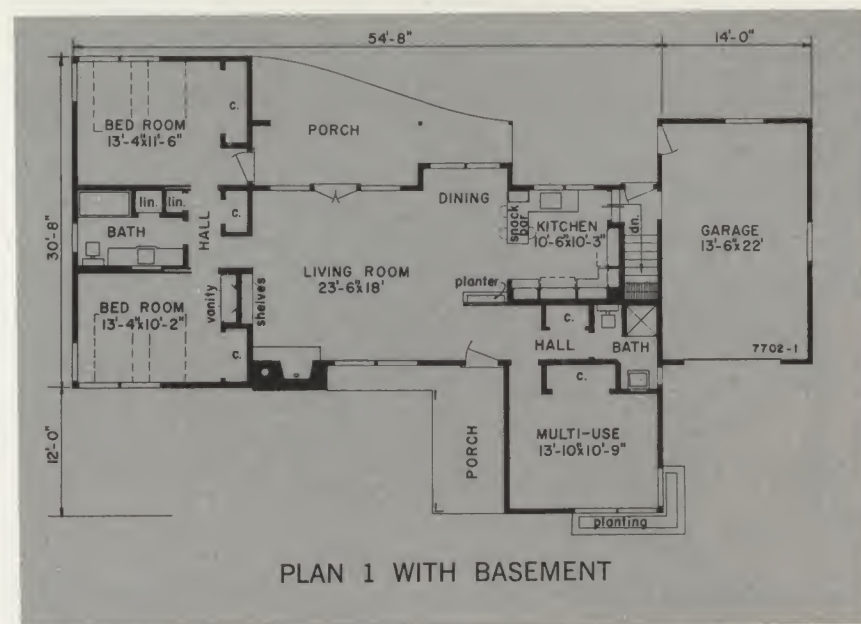 54'-8"
14'-0"
30'-8"
12'-0"
BED ROOM
13'-4"x11'-6"
c.
PORCH
lin.
lin.
c.
BATH
HALL
DINING
snack bar
KITCHEN
10'-6"x10'-3"
dn.
GARAGE
13'-6"x22'
LIVING ROOM
23'-6"x18'
planter
BED ROOM
13'-4"x10'-2"
vanity
shelves
c.
HALL
c.
BATH
7702-1
c.
PORCH
MULTI-USE
13'-10"x10'-9"
planting
PLAN 1 WITH BASEMENT